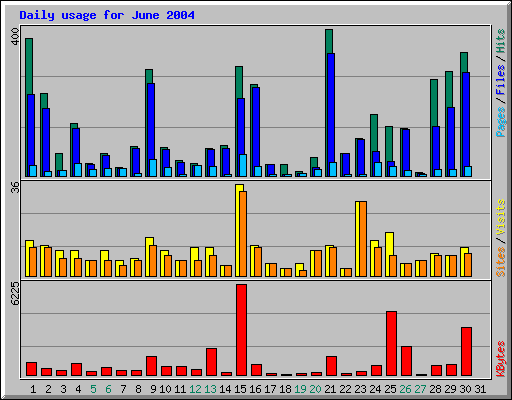 Daily usage for June 2004
400
Pages / Files / Hits
36
Sites / Visits
6225
KBytes
1 2 3 4 5 6 7 8 9 10 11 12 13 14 15 16 17 18 19 20 21 22 23 24 25 26 27 28 29 30 31